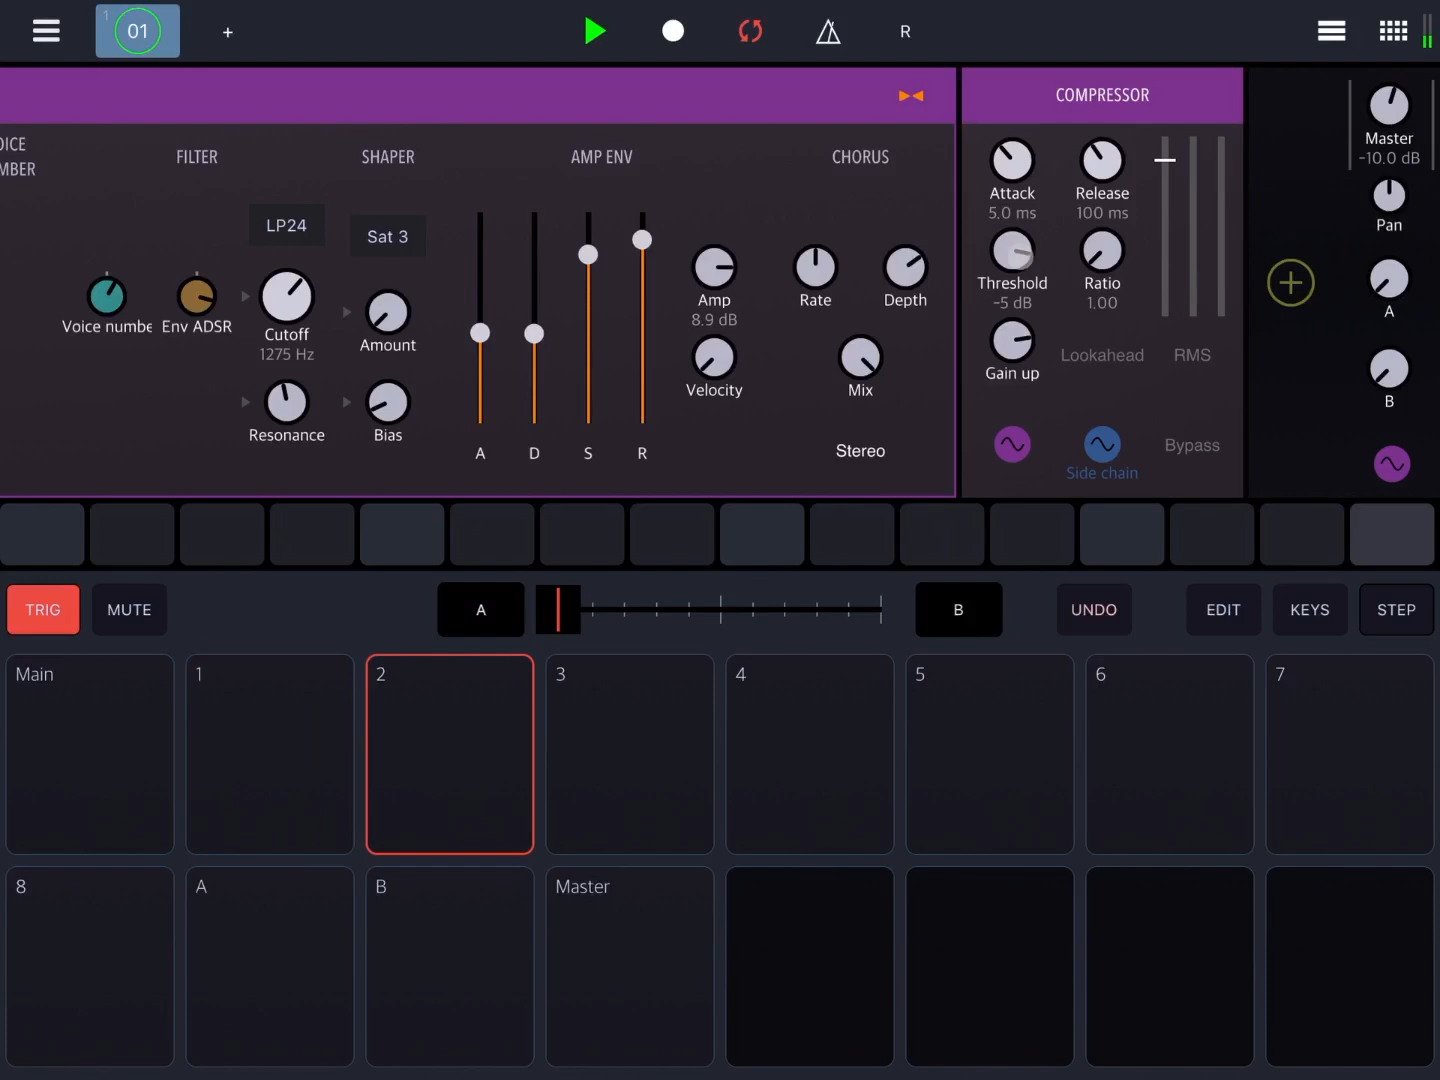 1
01
+
R
COMPRESSOR
OICE
MBER
FILTER
SHAPER
AMP ENV
CHORUS
LP24
Sat 3
Voice numbe
Env ADSR
Cutoff
1275 Hz
Resonance
Amount
Bias
A
D
S
R
Amp
8.9 dB
Velocity
Rate
Depth
Mix
Stereo
Attack
5.0 ms
Release
100 ms
Threshold
-5 dB
Ratio
1.00
Gain up
Lookahead
RMS
Side chain
Bypass
Master
-10.0 dB
Pan
A
B
TRIG
MUTE
A
B
UNDO
EDIT
KEYS
STEP
Main
1
2
3
4
5
6
7
8
A
B
Master